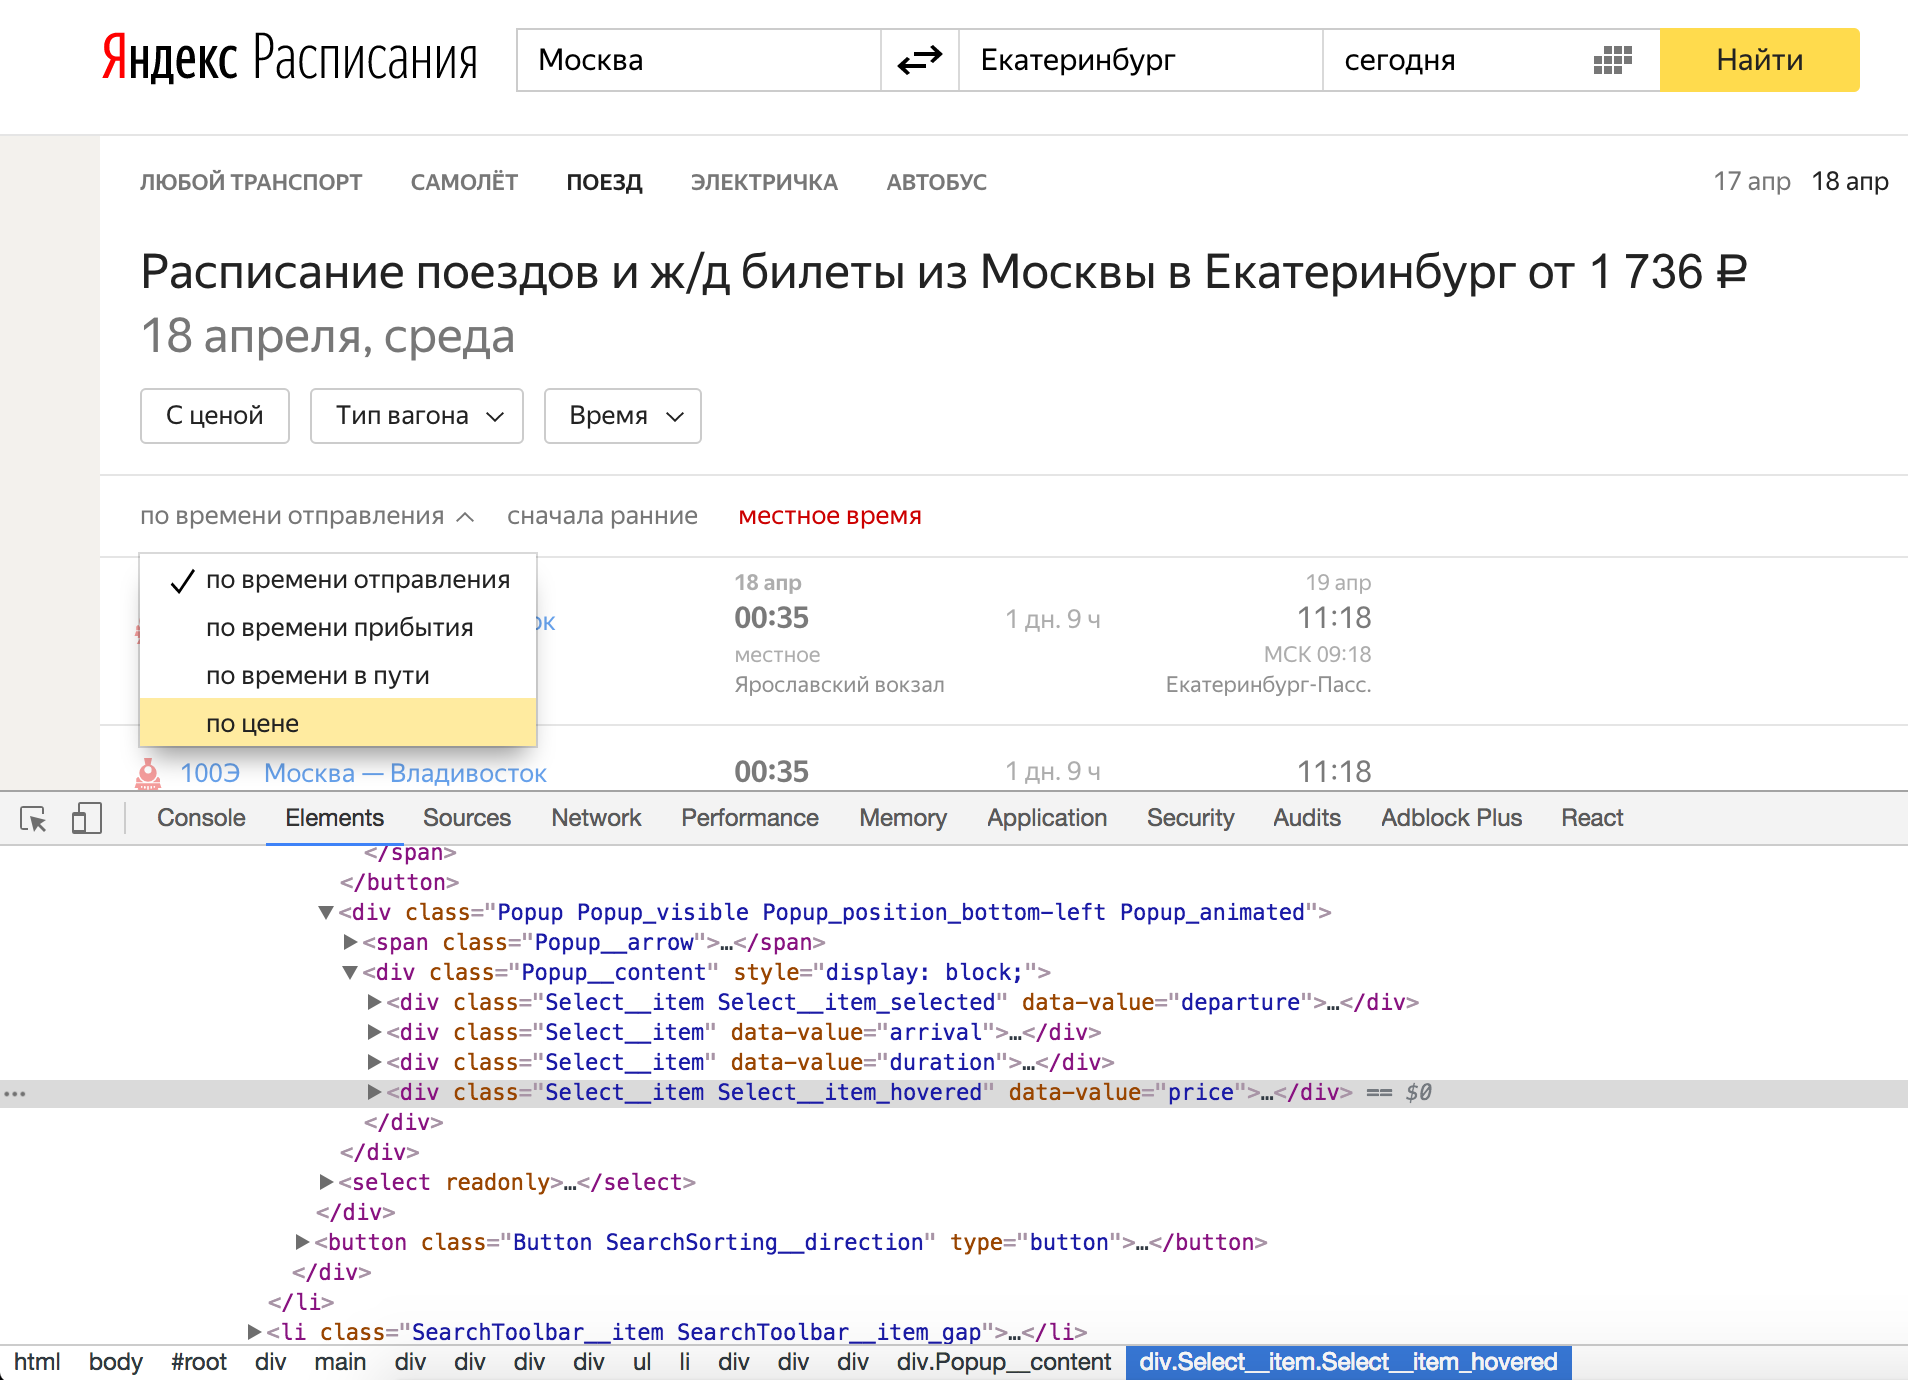 Яндекс Расписания Москва Екатеринбург сегодня Найти
ЛЮБОЙ ТРАНСПОРТ САМОЛЁТ ПОЕЗД ЭЛЕКТРИЧКА АВТОБУС 17 апр 18 апр
Расписание поездов и ж/д билеты из Москвы в Екатеринбург от 1 736 ₽
18 апреля, среда
С ценой Тип вагона Время
по времени отправления сначала ранние местное время
по времени отправления
по времени прибытия
по времени в пути
по цене
ок
18 апр 19 апр
00:35 1 дн. 9 ч 11:18
местное МСК 09:18
Ярославский вокзал Екатеринбург-Пасс.
100Э Москва — Владивосток 00:35 1 дн. 9 ч 11:18
Console Elements Sources Network Performance Memory Application Security Audits Adblock Plus React
</span>
</button>
<div class="Popup Popup_visible Popup_position_bottom-left Popup_animated">
<span class="Popup__arrow">…</span>
<div class="Popup__content" style="display: block;">
<div class="Select__item Select__item_selected" data-value="departure">…</div>
<div class="Select__item" data-value="arrival">…</div>
<div class="Select__item" data-value="duration">…</div>
<div class="Select__item Select__item_hovered" data-value="price">…</div> == $0
</div>
</div>
<select readonly>…</select>
</div>
<button class="Button SearchSorting__direction" type="button">…</button>
</div>
</li>
<li class="SearchToolbar__item SearchToolbar__item_gap">…</li>
html body #root div main div div div div ul li div div div div.Popup__content div.Select__item.Select__item_hovered